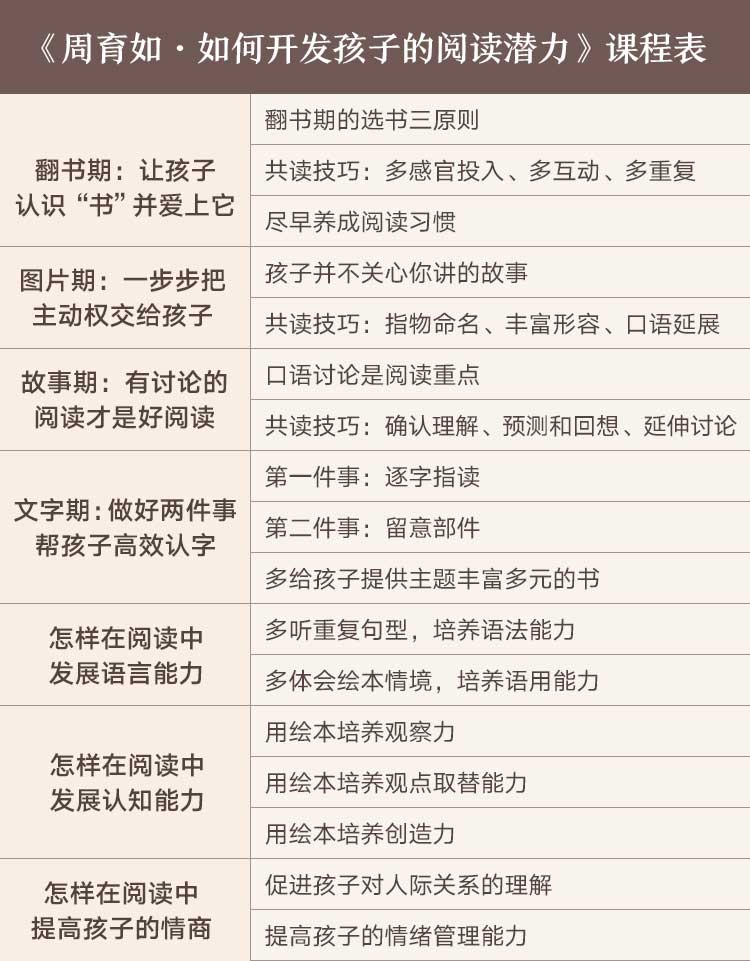 《周育如·如何开发孩子的阅读潜力》课程表
翻书期：让孩子
认识“书”并爱上它
翻书期的选书三原则
共读技巧：多感官投入、多互动、多重复
尽早养成阅读习惯
图片期：一步步把
主动权交给孩子
孩子并不关心你讲的故事
共读技巧：指物命名、丰富形容、口语延展
故事期：有讨论的
阅读才是好阅读
口语讨论是阅读重点
共读技巧：确认理解、预测和回想、延伸讨论
文字期：做好两件事
帮孩子高效认字
第一件事：逐字指读
第二件事：留意部件
多给孩子提供主题丰富多元的书
怎样在阅读中
发展语言能力
多听重复句型，培养语法能力
多体会绘本情境，培养语用能力
怎样在阅读中
发展认知能力
用绘本培养观察力
用绘本培养观点取替能力
用绘本培养创造力
怎样在阅读中
提高孩子的情商
促进孩子对人际关系的理解
提高孩子的情绪管理能力